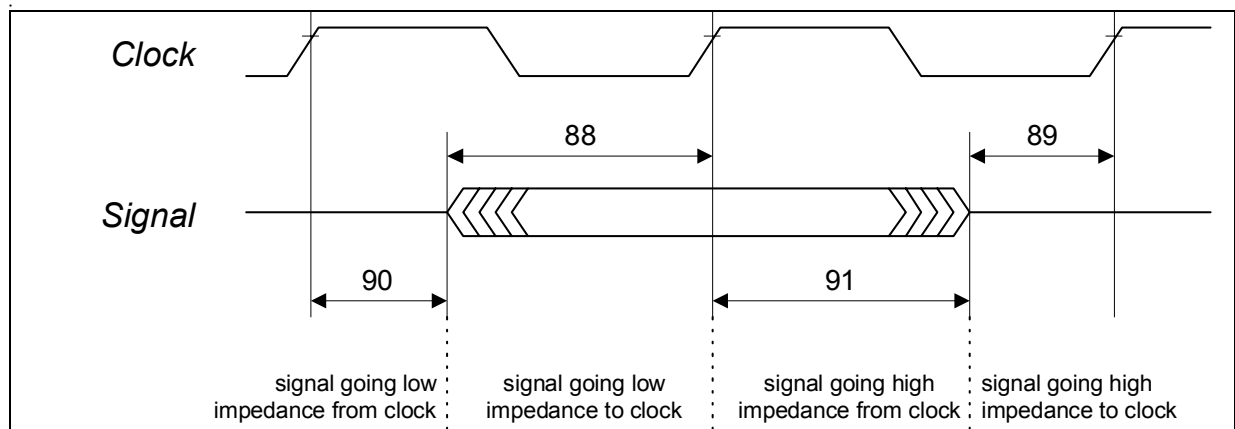 Clock
88
89
Signal
90
91
signal going low
impedance from clock
signal going low
impedance to clock
signal going high
impedance from clock
signal going high
impedance to clock